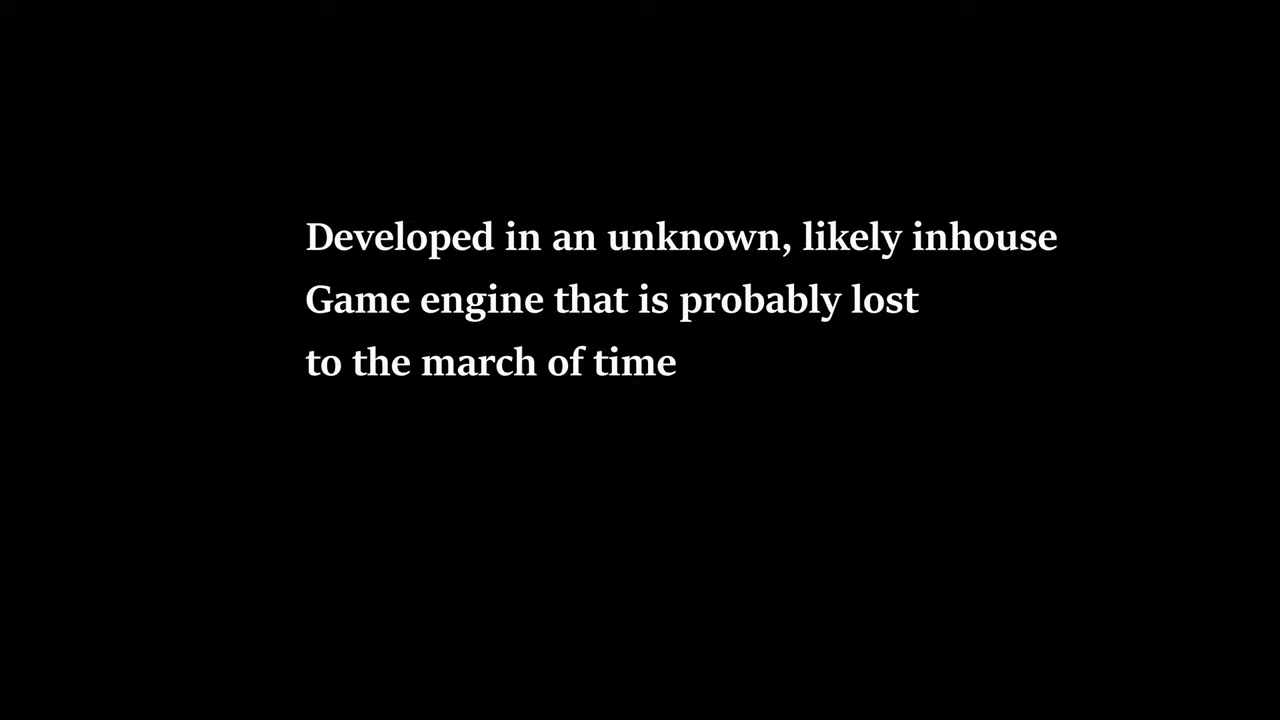 Developed in an unknown, likely inhouse
Game engine that is probably lost
to the march of time